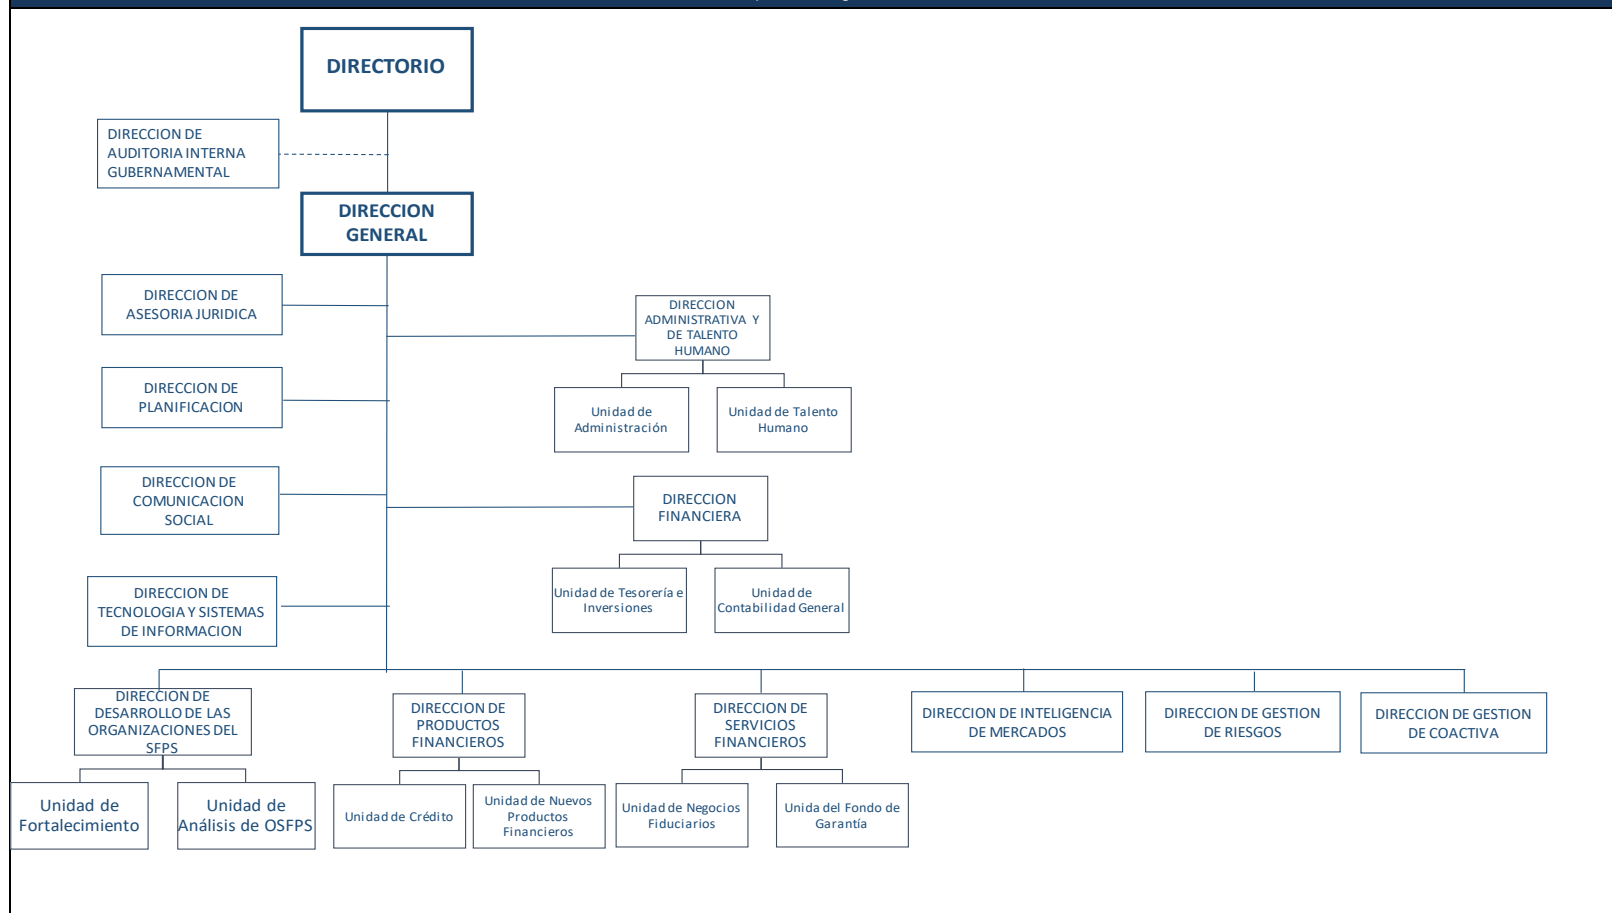 DIRECTORIO
DIRECCION DE
AUDITORIA INTERNA
GUBERNAMENTAL
DIRECCION
GENERAL
DIRECCION DE
ASESORIA JURIDICA
DIRECCION
ADMINISTRATIVA Y
DE TALENTO
HUMANO
DIRECCION DE
PLANIFICACION
Unidad de
Administración
Unidad de Talento
Humano
DIRECCION DE
COMUNICACION
SOCIAL
DIRECCION
FINANCIERA
DIRECCION DE
TECNOLOGIA Y SISTEMAS
DE INFORMACION
Unidad de Tesorería e
Inversiones
Unidad de
Contabilidad General
DIRECCION DE
DESARROLLO DE LAS
ORGANIZACIONES DEL
SFPS
DIRECCION DE
PRODUCTOS
FINANCIEROS
DIRECCION DE
SERVICIOS
FINANCIEROS
DIRECCION DE INTELIGENCIA
DE MERCADOS
DIRECCION DE GESTION
DE RIESGOS
DIRECCION DE GESTION
DE COACTIVA
Unidad de
Fortalecimiento
Unidad de
Análisis de OSFPS
Unidad de Crédito
Unidad de Nuevos
Productos
Financieros
Unidad de Negocios
Fiduciarios
Unida del Fondo de
Garantía